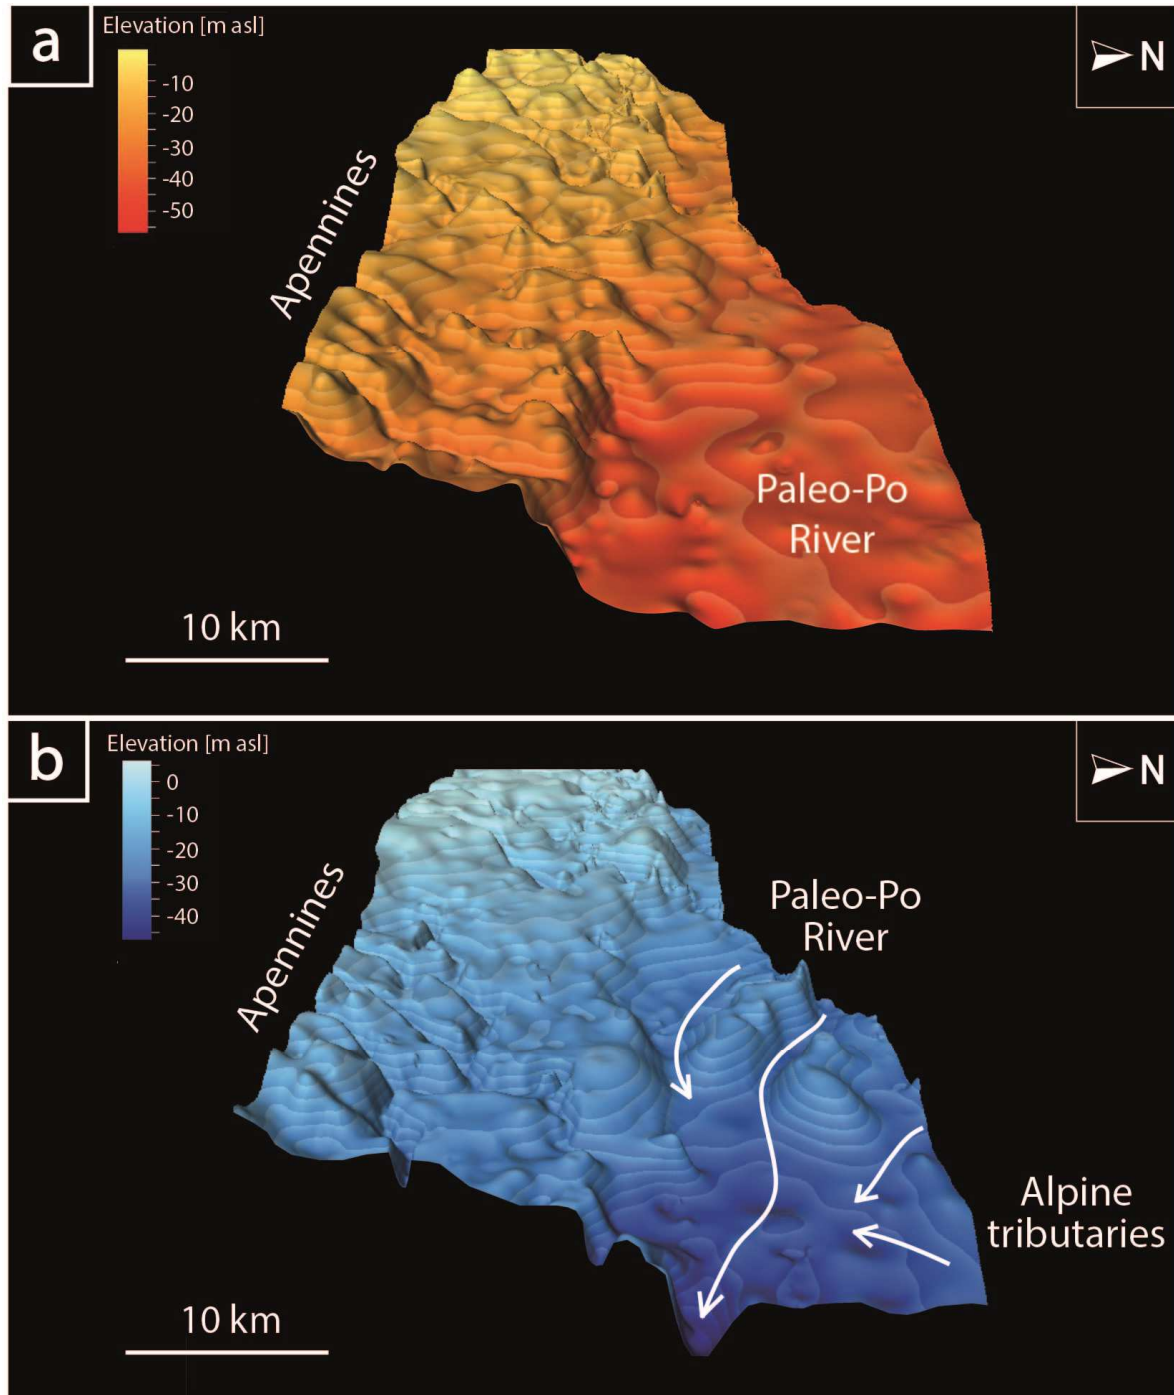 a
Elevation [m asl]
-10
-20
-30
-40
-50
N
Apennines
Paleo-Po
River
10 km
b
Elevation [m asl]
0
-10
-20
-30
-40
N
Apennines
Paleo-Po
River
Alpine
tributaries
10 km